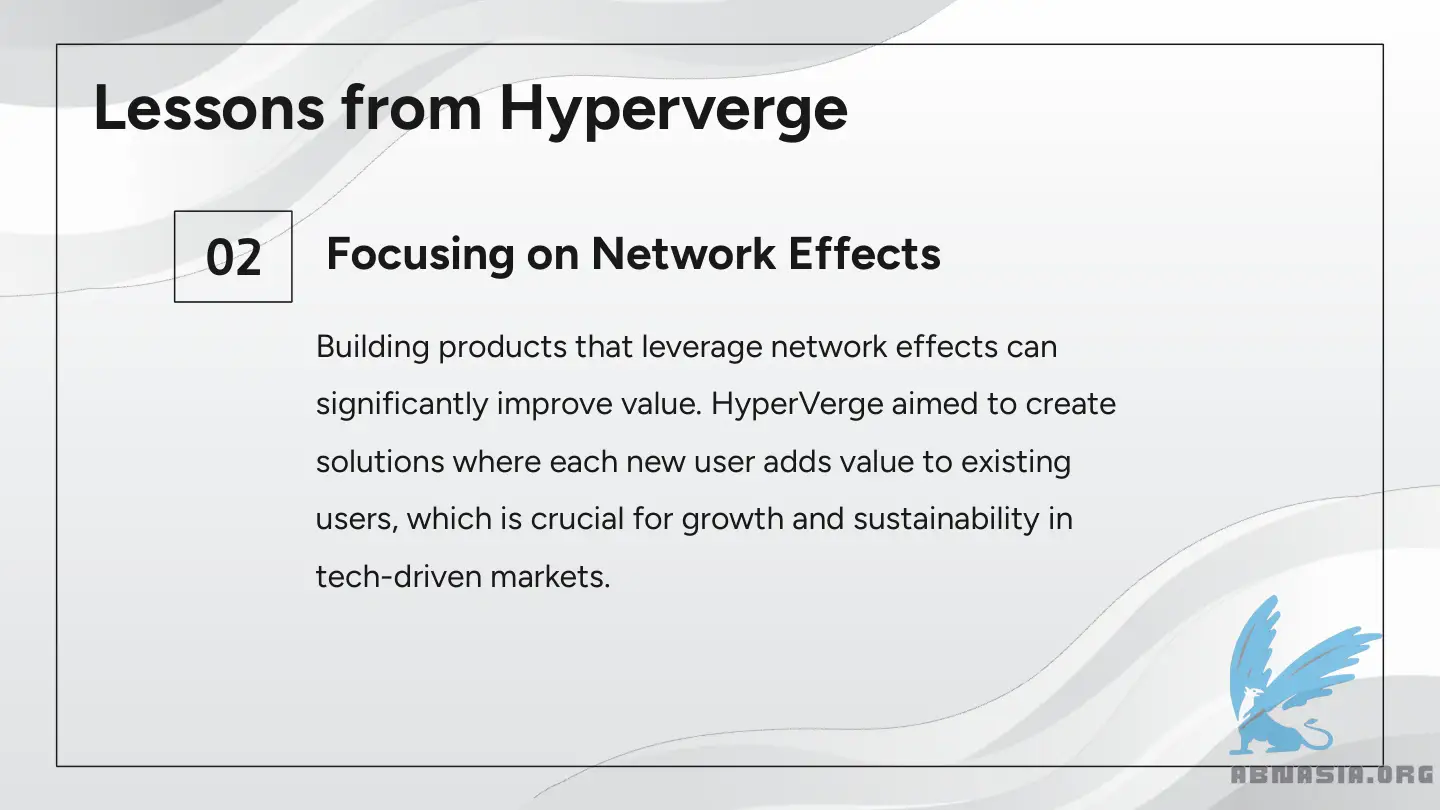 Lessons from Hyperverge
02
Focusing on Network Effects
Building products that leverage network effects can
significantly improve value. HyperVerge aimed to create
solutions where each new user adds value to existing
users, which is crucial for growth and sustainability in
tech-driven markets.
ABNASIA.ORG